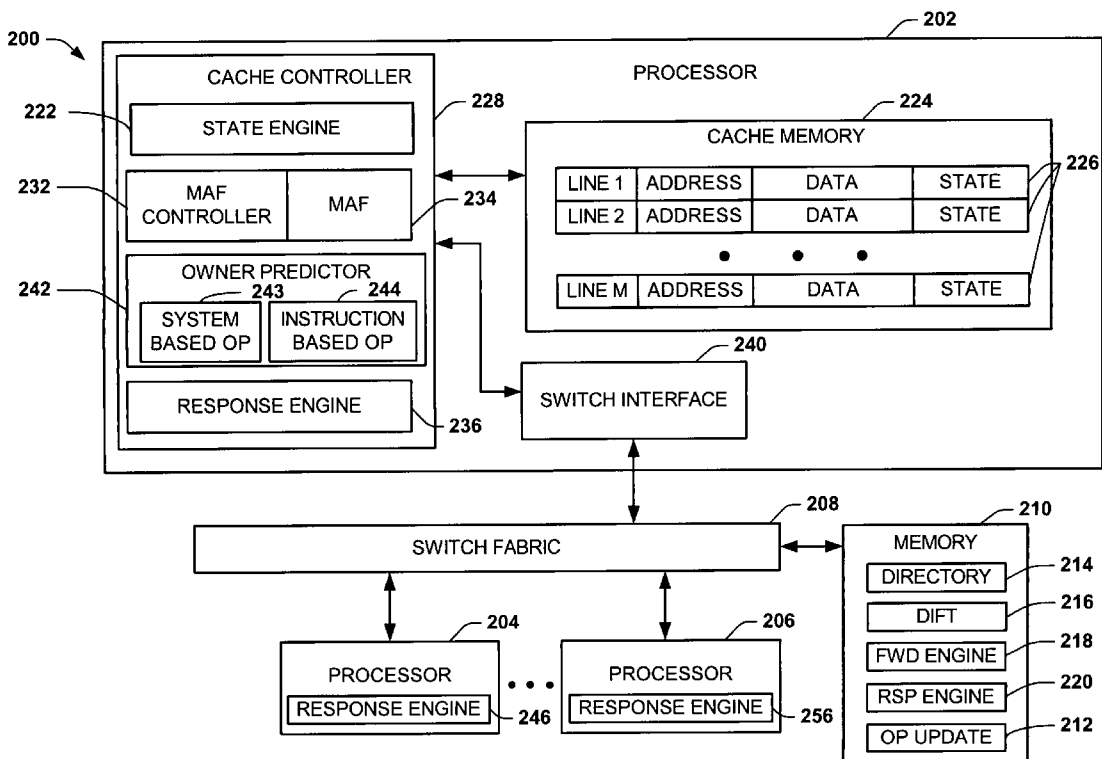 202
200
CACHE CONTROLLER
PROCESSOR
228
224
222
STATE ENGINE
CACHE MEMORY
LINE 1 ADDRESS DATA STATE
226
LINE 2 ADDRESS DATA STATE
232
MAF CONTROLLER
MAF
234
LINE M ADDRESS DATA STATE
OWNER PREDICTOR
242
243
244
SYSTEM BASED OP
INSTRUCTION BASED OP
240
SWITCH INTERFACE
RESPONSE ENGINE
236
208
210
SWITCH FABRIC
MEMORY
DIRECTORY
214
DIFT
216
FWD ENGINE
218
RSP ENGINE
220
OP UPDATE
212
204
206
PROCESSOR
PROCESSOR
RESPONSE ENGINE
246
RESPONSE ENGINE
256